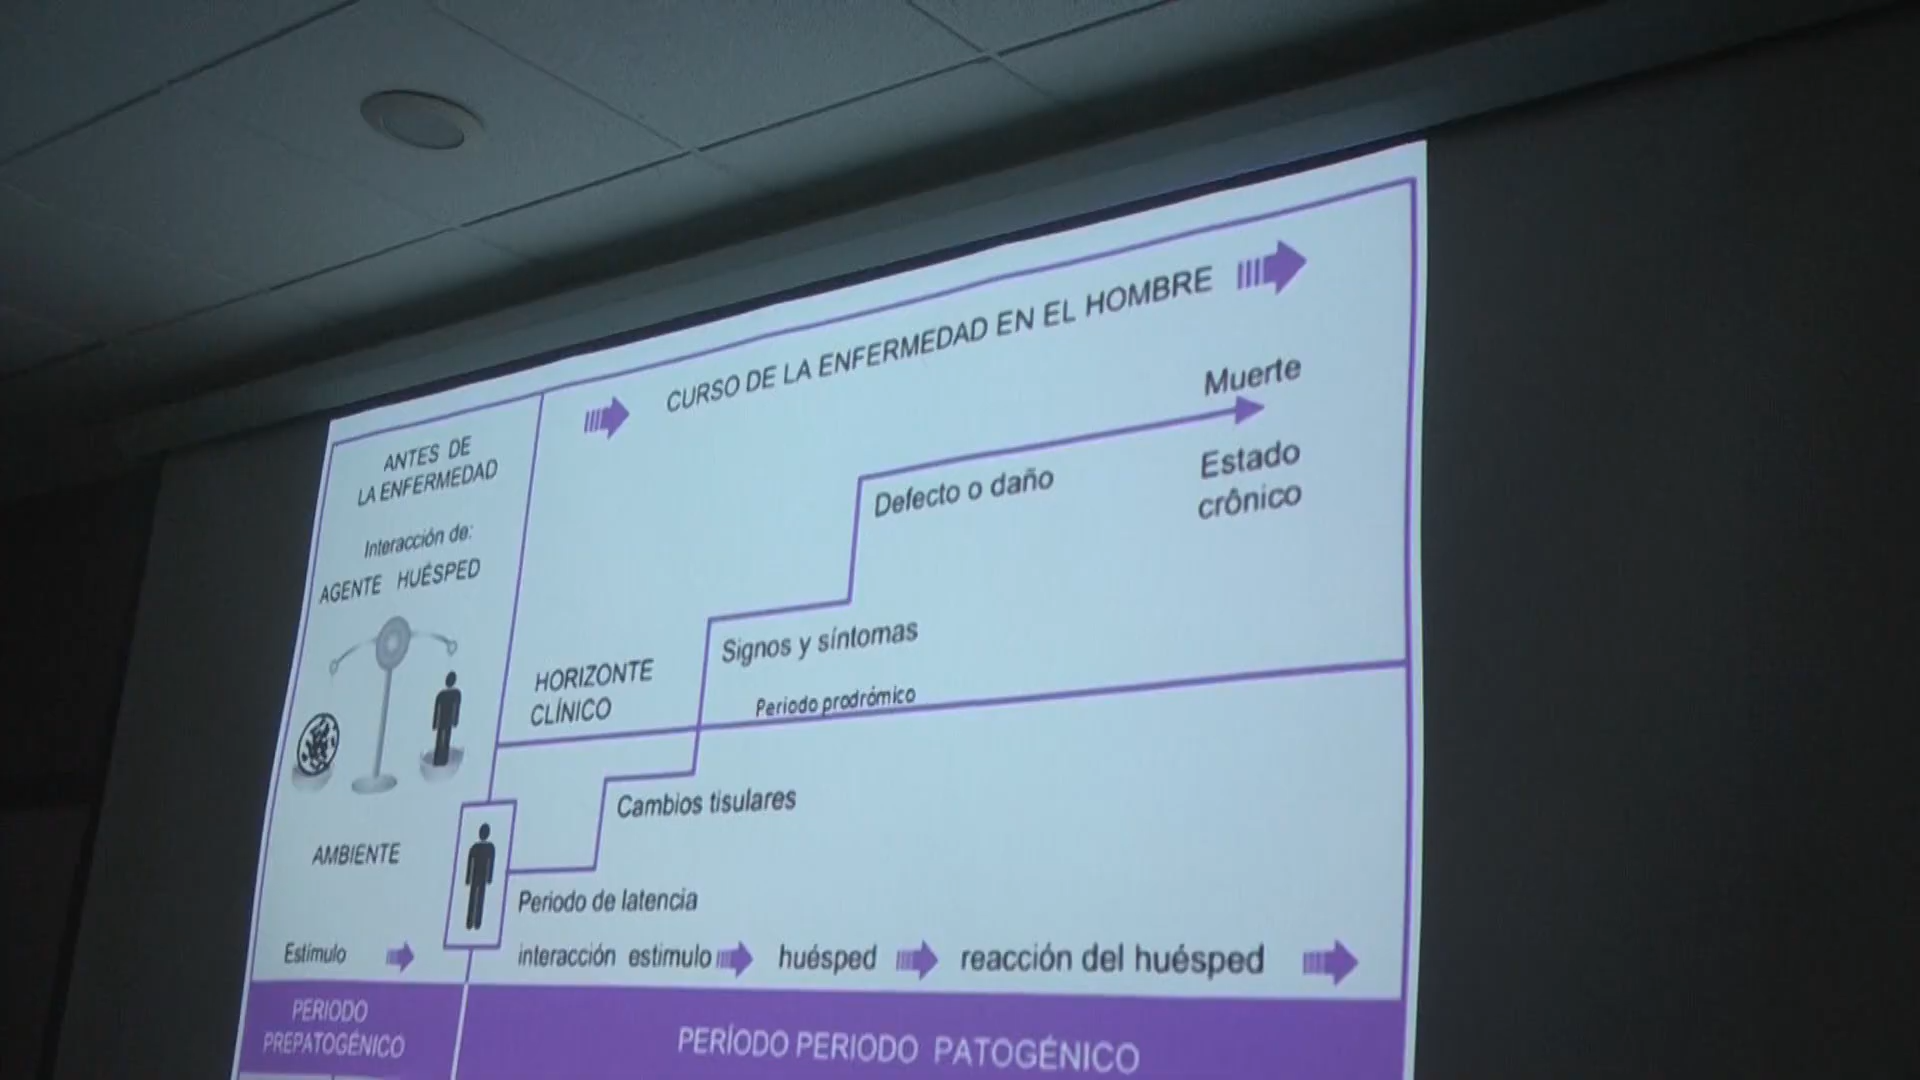 CURSO DE LA ENFERMEDAD EN EL HOMBRE
ANTES DE
LA ENFERMEDAD
Interacción de:
AGENTE HUÉSPED
AMBIENTE
Estímulo
Muerte
Estado
crônico
Defecto o daño
Signos y síntomas
HORIZONTE
CLÍNICO
Periodo prodrómico
Cambios tisulares
Periodo de latencia
interacción estimulo huésped reacción del huésped
PERIODO
PREPATOGÉNICO
PERÍODO PERIODO PATOGÉNICO